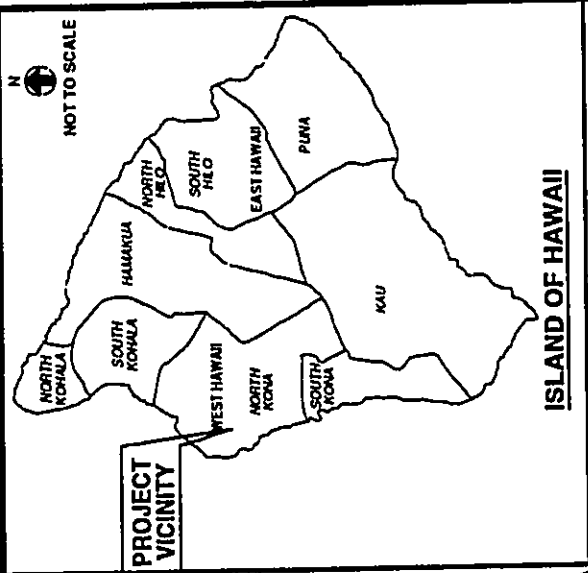 N
NOT TO SCALE
NORTH
KOHALA
SOUTH
KOHALA
HAMAKUA
NORTH
HILO
SOUTH
HILO
EAST HAWAII
PUNA
WEST HAWAII
NORTH
KONA
SOUTH
KONA
KAU
PROJECT
VICINITY
ISLAND OF HAWAII